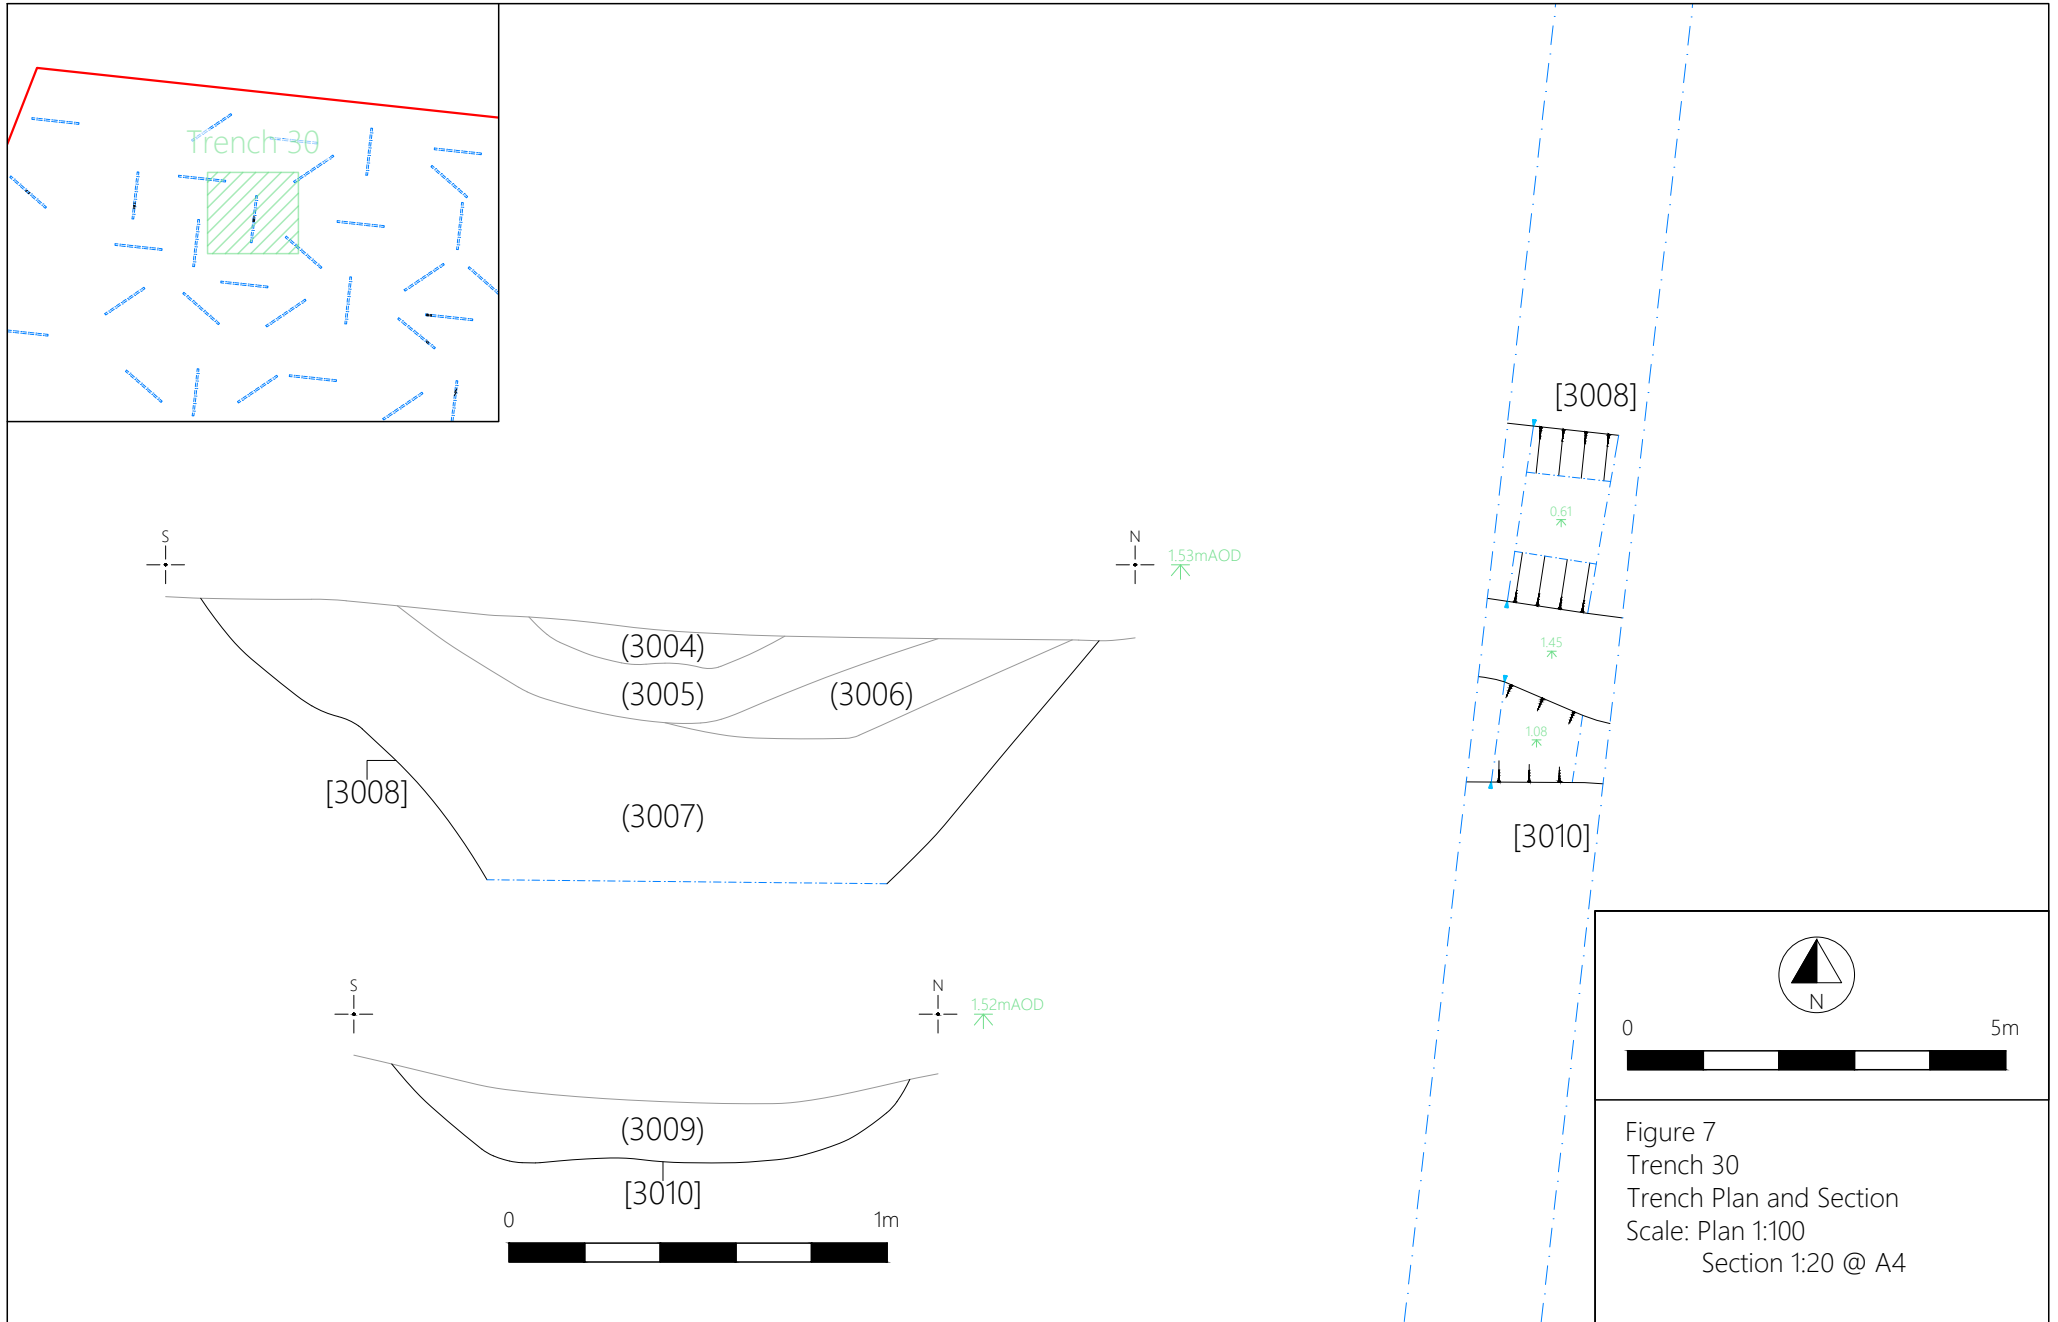 Trench 30
[3008]
0.61
1.45
1.08
[3010]
S
N
1.53mAOD
(3004)
(3005)
(3006)
[3008]
(3007)
S
N
1.52mAOD
(3009)
[3010]
0
1m
N
0
5m
Figure 7
Trench 30
Trench Plan and Section
Scale: Plan 1:100
Section 1:20 @ A4